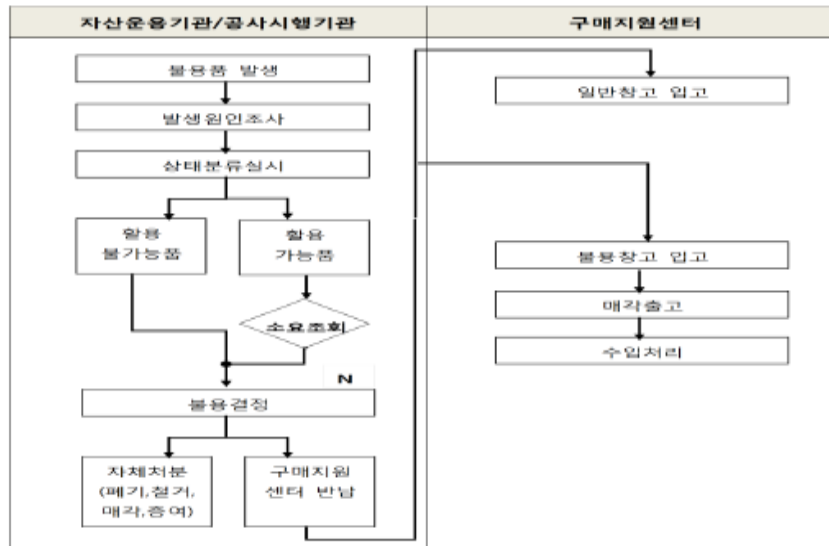 자산운용기관/공사시행기관
구매지원센터
불용품 발생
발생원인조사
상태분류실시
활용
불가능품
활용
가능품
소요조회
N
불용결정
자체처분
(폐기,철거,
매각,증여)
구매지원
센터 반납
일반창고 입고
불용창고 입고
매각출고
수입처리